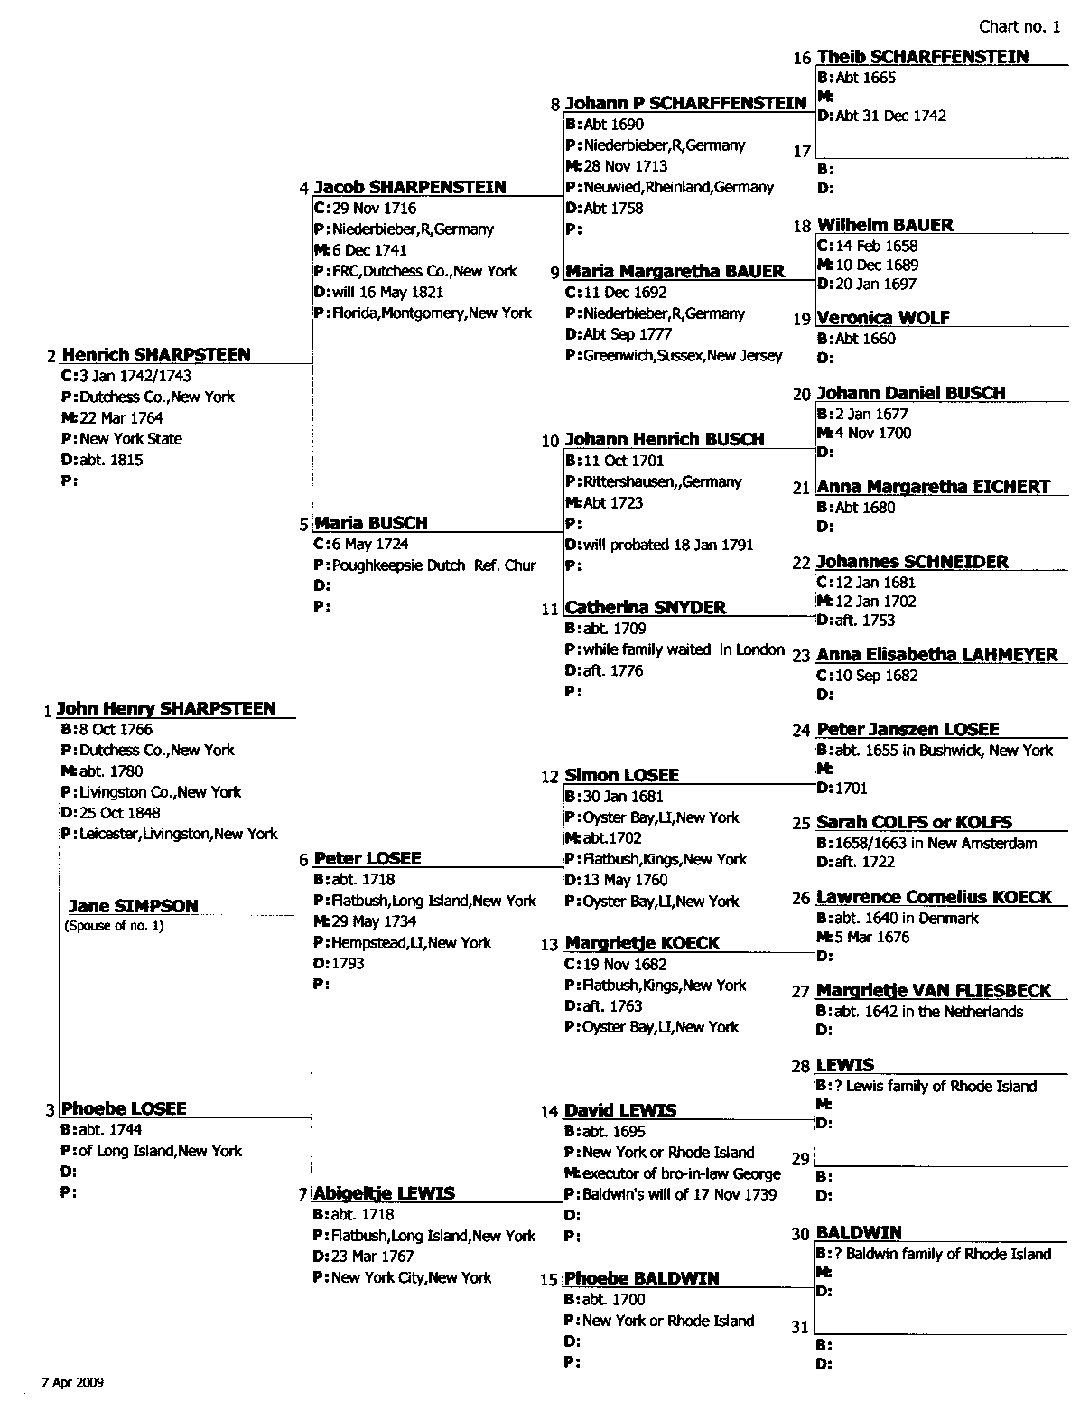 Chart no. 1
16 Theib SCHARFFENSTEIN
B:Abt 1665
M:
D:Abt 31 Dec 1742
8 Johann P SCHARFFENSTEIN
B:Abt 1690
P:Niederbieber,R,Germany
M:28 Nov 1713
P:Neuwied,Rheinland,Germany
D:Abt 1758
P:
17
B:
D:
4 Jacob SHARPENSTEIN
C:29 Nov 1716
P:Niederbieber,R,Germany
M:6 Dec 1741
P:FRC,Dutchess Co.,New York
D:will 16 May 1821
P:Florida,Montgomery,New York
18 Wilhelm BAUER
C:14 Feb 1658
M:10 Dec 1689
D:20 Jan 1697
9 Maria Margaretha BAUER
C:11 Dec 1692
P:Niederbieber,R,Germany
D:Abt Sep 1777
P:Greenwich,Sussex,New Jersey
19 Veronica WOLF
B:Abt 1660
D:
2 Henrich SHARPSTEEN
C:3 Jan 1742/1743
P:Dutchess Co.,New York
M:22 Mar 1764
P:New York State
D:abt. 1815
P:
20 Johann Daniel BUSCH
B:2 Jan 1677
M:4 Nov 1700
D:
10 Johann Henrich BUSCH
B:11 Oct 1701
P:Rittershausen,,Germany
M:Abt 1723
P:
D:will probated 18 Jan 1791
P:
21 Anna Margaretha EICHERT
B:Abt 1680
D:
5 Maria BUSCH
C:6 May 1724
P:Poughkeepsie Dutch Ref. Chur
D:
P:
22 Johannes SCHNEIDER
C:12 Jan 1681
M:12 Jan 1702
D:aft. 1753
11 Catherina SNYDER
B:abt. 1709
P:while family waited in London
D:aft. 1776
P:
23 Anna Elisabetha LAHMEYER
C:10 Sep 1682
D:
1 John Henry SHARPSTEEN
B:8 Oct 1766
P:Dutchess Co.,New York
M:abt. 1780
P:Livingston Co.,New York
D:25 Oct 1848
P:Leicester,Livingston,New York
24 Peter Janszen LOSEE
B:abt. 1655 in Bushwick, New York
M:
D:1701
12 Simon LOSEE
B:30 Jan 1681
P:Oyster Bay,LI,New York
M:abt.1702
P:Flatbush,Kings,New York
D:13 May 1760
P:Oyster Bay,LI,New York
25 Sarah COLFS or KOLFS
B:1658/1663 in New Amsterdam
D:aft. 1722
6 Peter LOSEE
B:abt. 1718
P:Flatbush,Long Island,New York
M:29 May 1734
P:Hempstead,LI,New York
D:1793
P:
Jane SIMPSON
(Spouse of no. 1)
26 Lawrence Cornelius KOECK
B:abt. 1640 in Denmark
M:5 Mar 1676
D:
13 Margrietje KOECK
C:19 Nov 1682
P:Flatbush,Kings,New York
D:aft. 1763
P:Oyster Bay,LI,New York
27 Margrietje VAN FLIESBECK
B:abt. 1642 in the Netherlands
D:
28 LEWIS
B:? Lewis family of Rhode Island
M:
D:
3 Phoebe LOSEE
B:abt. 1744
P:of Long Island,New York
D:
P:
14 David LEWIS
B:abt. 1695
P:New York or Rhode Island
M:executor of bro-in-law George
P:Baldwin's will of 17 Nov 1739
D:
P:
29
B:
D:
7 Abigeltje LEWIS
B:abt. 1718
P:Flatbush,Long Island,New York
D:23 Mar 1767
P:New York City,New York
30 BALDWIN
B:? Baldwin family of Rhode Island
M:
D:
15 Phoebe BALDWIN
B:abt. 1700
P:New York or Rhode Island
D:
P:
31
B:
D:
7 Apr 2009